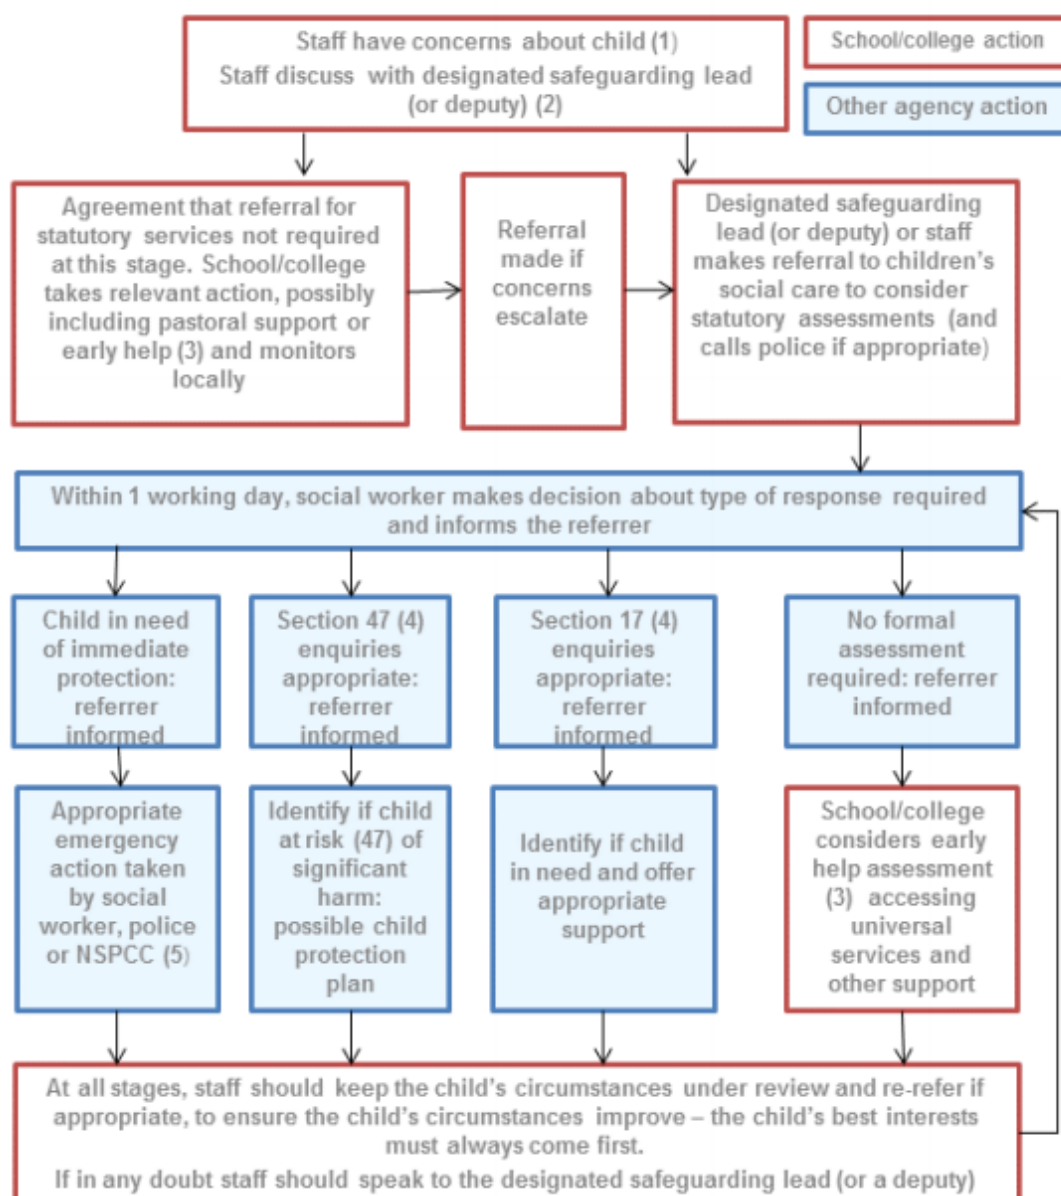 Staff have concerns about child (1)
Staff discuss with designated safeguarding lead
(or deputy) (2)
School/college action
Other agency action
Agreement that referral for
statutory services not required
at this stage. School/college
takes relevant action, possibly
including pastoral support or
early help (3) and monitors
locally
Referral
made if
concerns
escalate
Designated safeguarding
lead (or deputy) or staff
makes referral to children's
social care to consider
statutory assessments (and
calls police if appropriate)
Within 1 working day, social worker makes decision about type of response required
and informs the referrer
Child in need
of immediate
protection:
referrer
informed
Section 47 (4)
enquiries
appropriate:
referrer
informed
Section 17 (4)
enquiries
appropriate:
referrer
informed
No formal
assessment
required: referrer
informed
Appropriate
emergency
action taken
by social
worker, police
or NSPCC (5)
Identify if child
at risk (47) of
significant
harm:
possible child
protection
plan
Identify if child
in need and offer
appropriate
support
School/college
considers early
help assessment
(3) accessing
universal
services and
other support
At all stages, staff should keep the child's circumstances under review and re-refer if
appropriate, to ensure the child's circumstances improve – the child's best interests
must always come first.
If in any doubt staff should speak to the designated safeguarding lead (or a deputy)